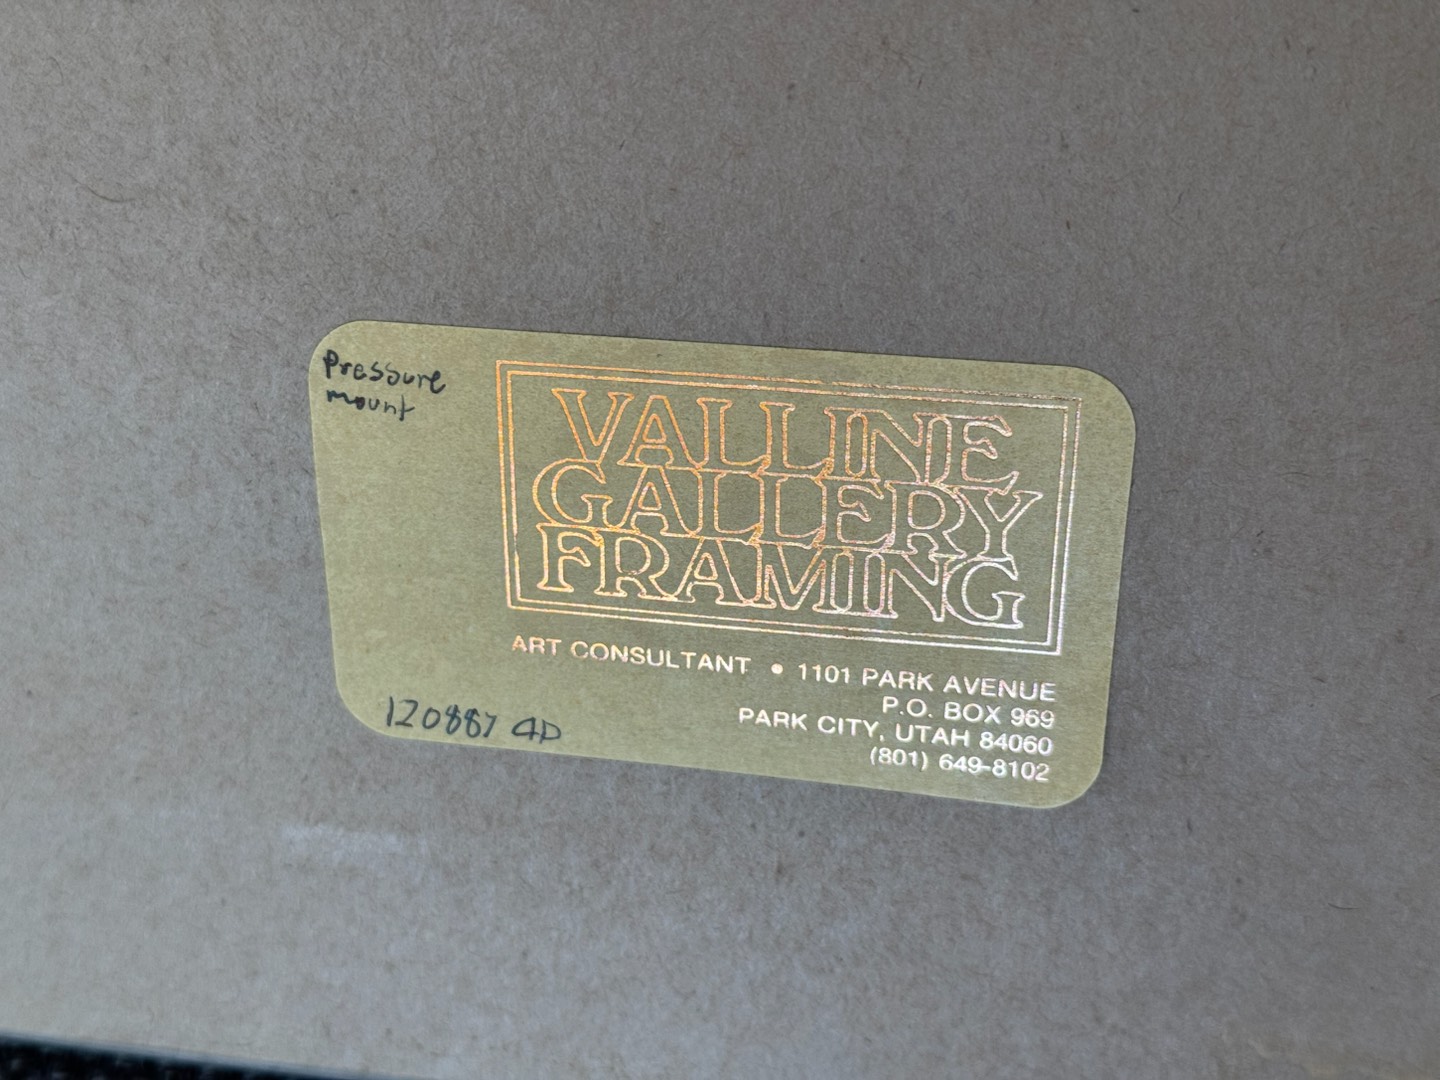 Pressure
mount
VALLINE
GALLERY
FRAMING
ART CONSULTANT • 1101 PARK AVENUE
P.O. BOX 969
PARK CITY, UTAH 84060
(801) 649-8102
120887